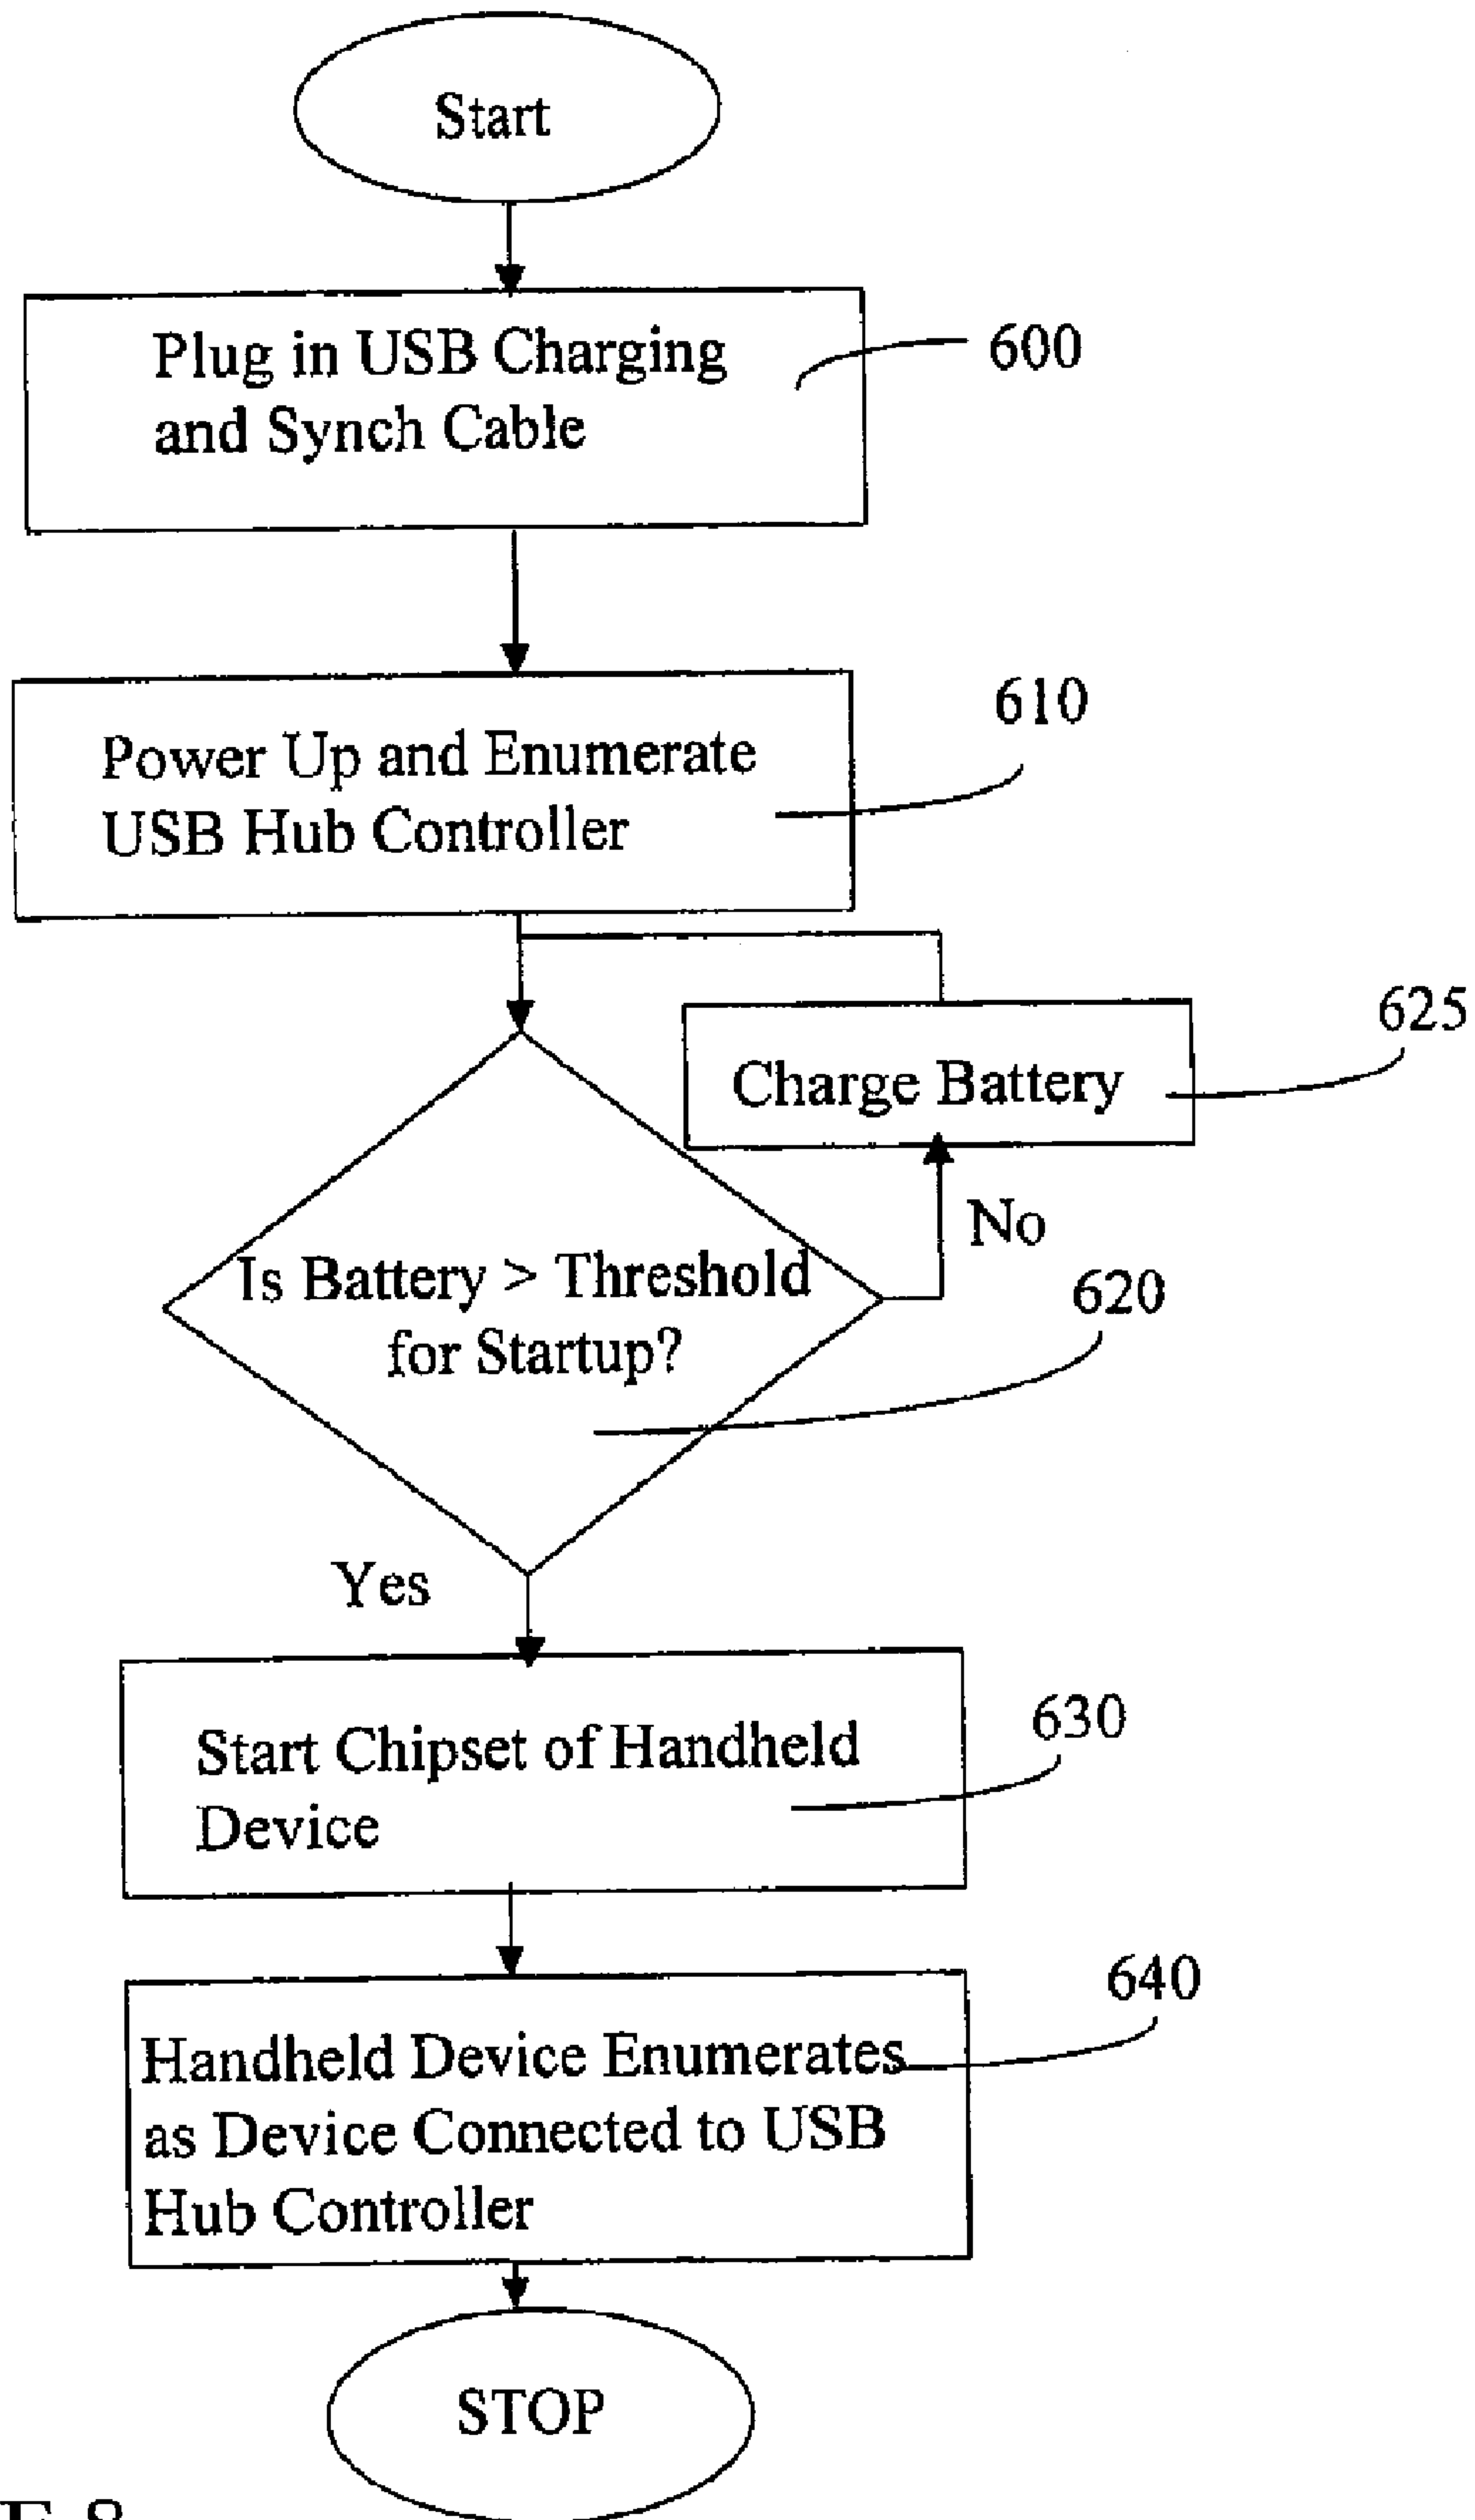 Start
Plug in USB Charging
and Synch Cable
600
Power Up and Enumerate
USB Hub Controller
610
Charge Battery
625
No
Is Battery > Threshold
for Startup?
620
Yes
Start Chipset of Handheld
Device
630
Handheld Device Enumerates
as Device Connected to USB
Hub Controller
640
STOP
E 8